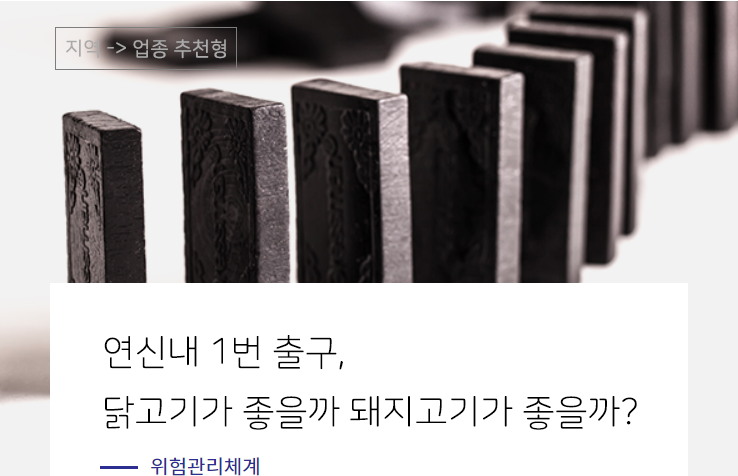 지역 -> 업종 추천형
연신내 1번 출구,
닭고기가 좋을까 돼지고기가 좋을까?
위험관리체계